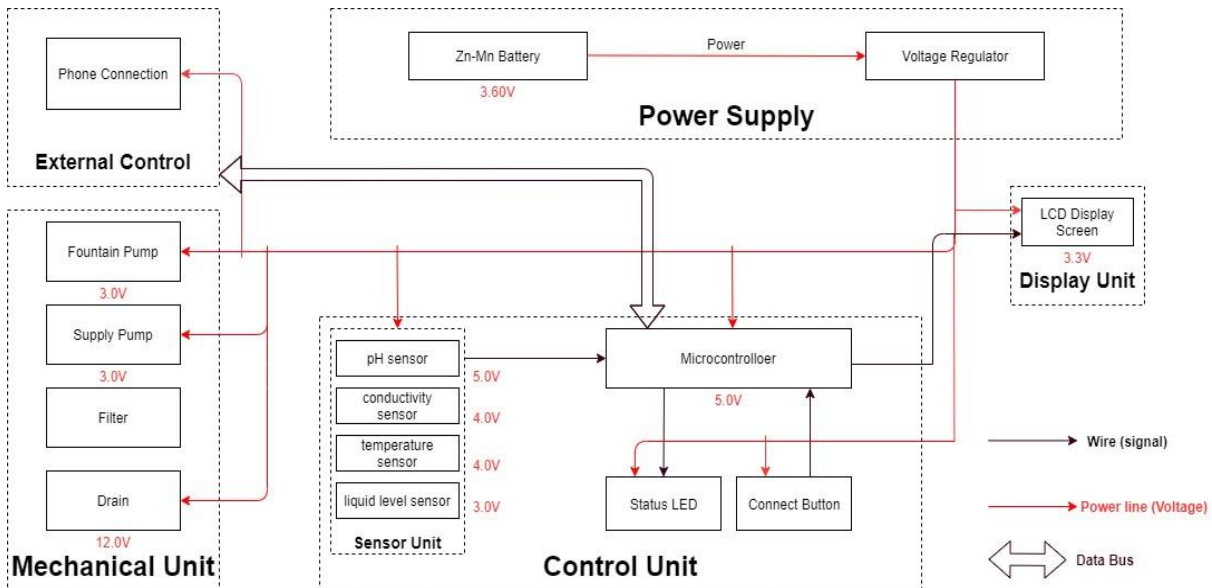 Phone Connection
External Control
Zn-Mn Battery
3.60V
Power
Voltage Regulator
Power Supply
LCD Display
Screen
3.3V
Display Unit
Fountain Pump
3.0V
Supply Pump
3.0V
Filter
Drain
12.0V
Mechanical Unit
pH sensor
5.0V
conductivity
sensor
4.0V
temperature
sensor
4.0V
liquid level sensor
3.0V
Sensor Unit
Microcontrolloer
5.0V
Status LED
Connect Button
Control Unit
Wire (signal)
Power line (Voltage)
Data Bus